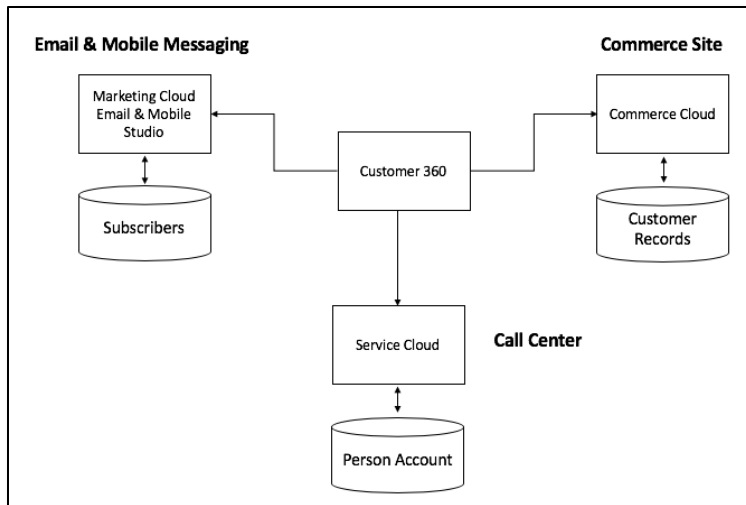 Email & Mobile Messaging
Commerce Site
Marketing Cloud
Email & Mobile
Studio
Commerce Cloud
Customer 360
Subscribers
Customer
Records
Service Cloud
Call Center
Person Account